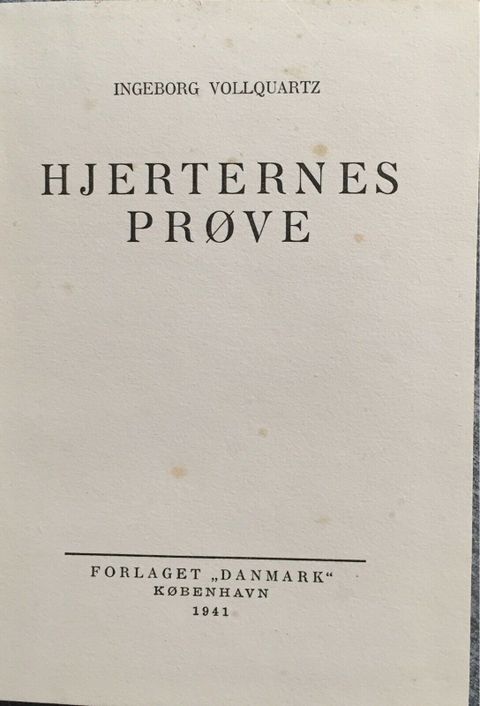 INGEBORG VOLLQUARTZ
HJERTERNES
PRØVE
FORLAGET „DANMARK“
KØBENHAVN
1941